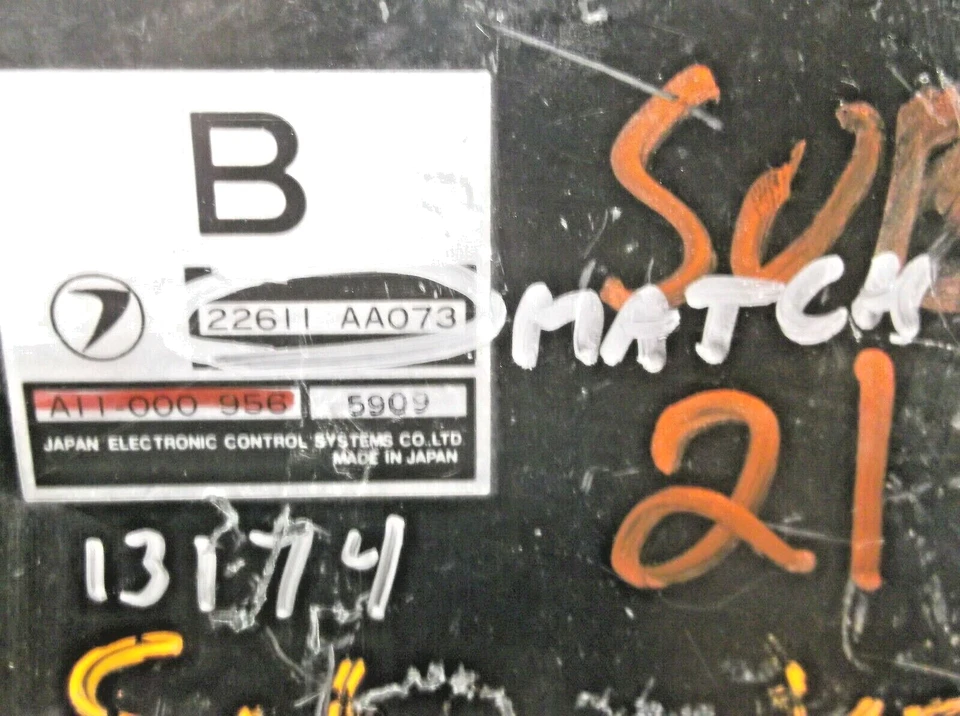 B
22611 AA073
MATCH
A11-000 956 5909
JAPAN ELECTRONIC CONTROL SYSTEMS CO.,LTD.
MADE IN JAPAN
21
13174